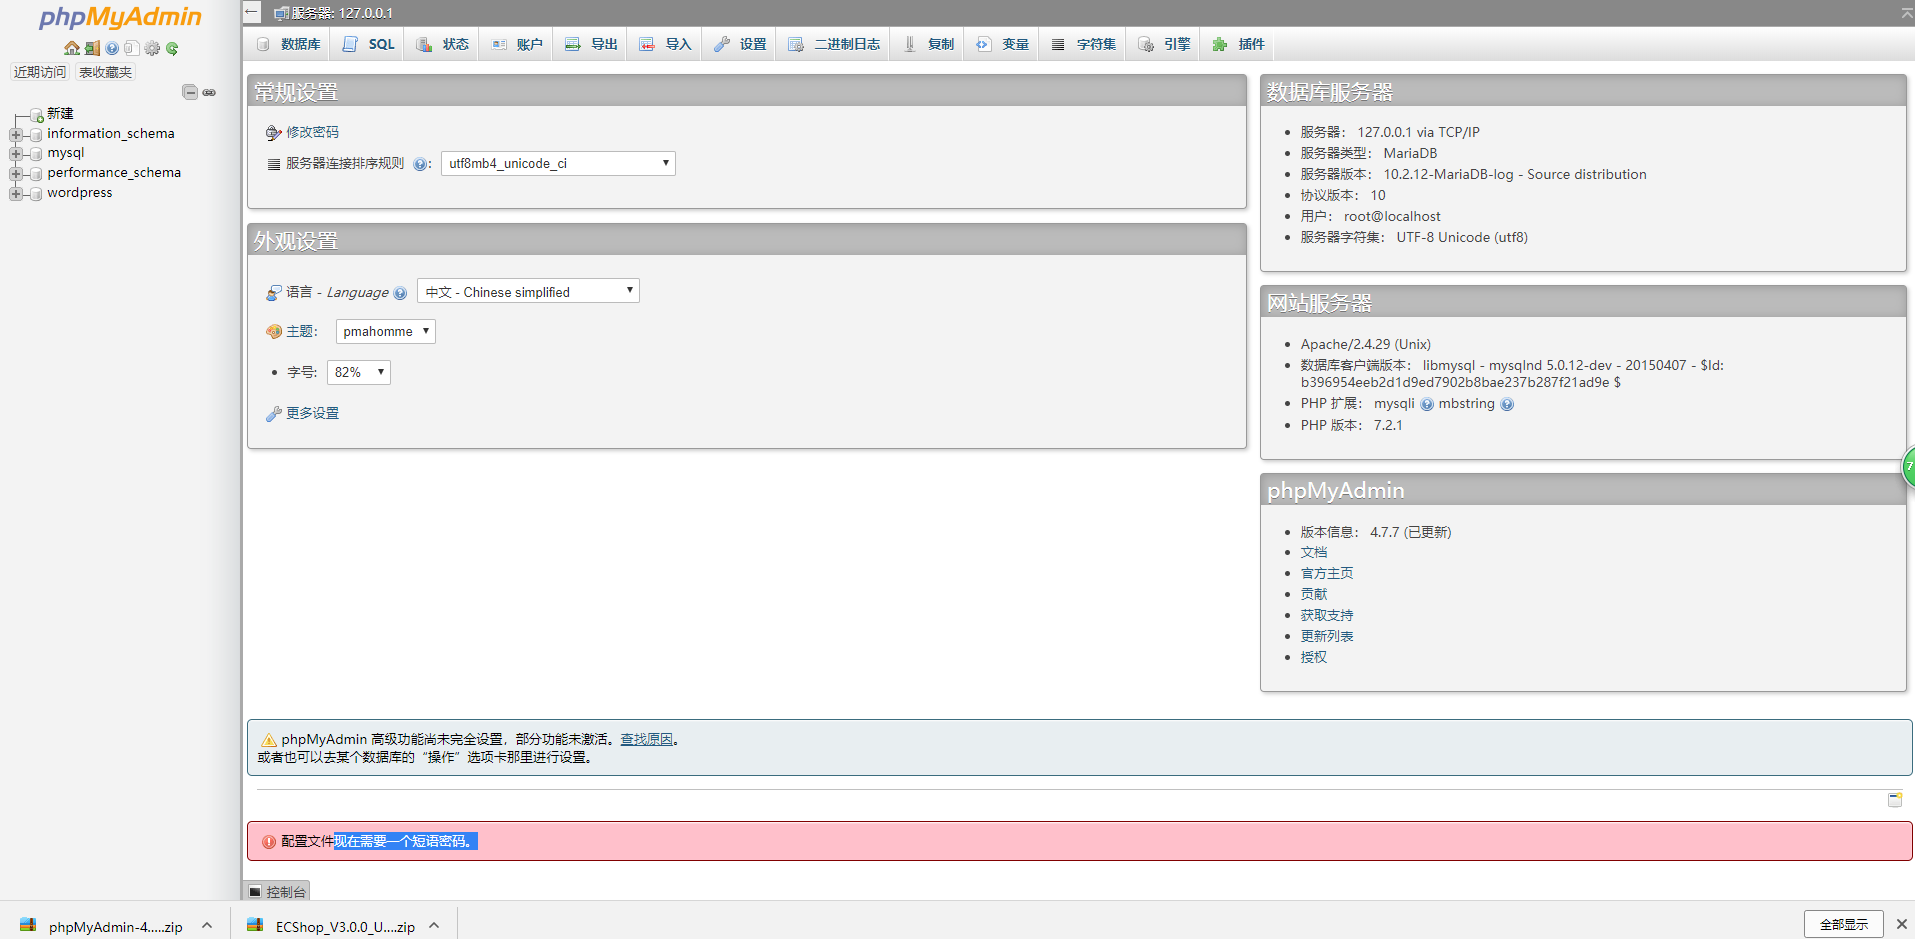 phpMyAdmin
近期访问 表收藏夹
新建
information_schema
mysql
performance_schema
wordpress
服务器: 127.0.0.1
数据库 SQL 状态 账户 导出 导入 设置 二进制日志 复制 变量 字符集 引擎 插件
常规设置
修改密码
服务器连接排序规则 : utf8mb4_unicode_ci
外观设置
语言 - Language 中文 - Chinese simplified
主题: pmahomme
字号: 82%
更多设置
数据库服务器
服务器: 127.0.0.1 via TCP/IP
服务器类型: MariaDB
服务器版本: 10.2.12-MariaDB-log - Source distribution
协议版本: 10
用户: root@localhost
服务器字符集: UTF-8 Unicode (utf8)
网站服务器
Apache/2.4.29 (Unix)
数据库客户端版本: libmysql - mysqlnd 5.0.12-dev - 20150407 - $Id:
b396954eeb2d1d9ed7902b8bae237b287f21ad9e $
PHP 扩展: mysqli mbstring
PHP 版本: 7.2.1
phpMyAdmin
版本信息: 4.7.7 (已更新)
文档
官方主页
贡献
获取支持
更新列表
授权
7
phpMyAdmin 高级功能尚未完全设置，部分功能未激活。查找原因。
或者也可以去某个数据库的“操作”选项卡那里进行设置。
配置文件现在需要一个短语密码。
控制台
phpMyAdmin-4.....zip ECShop_V3.0.0_U....zip 全部显示